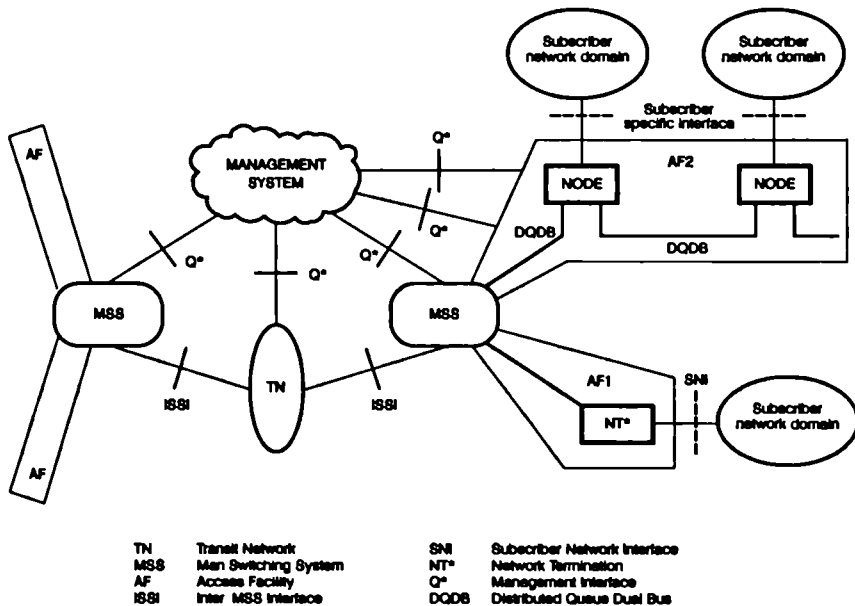 Subscriber
network domain
Subscriber
network domain
Subscriber
specific interface
Q*
AF
MANAGEMENT
SYSTEM
AF2
NODE
NODE
Q*
DQDB
DQDB
Q*
Q*
Q*
MSS
MSS
TN
ISSI
ISSI
AF1
SNI
NT*
Subscriber
network domain
AF
TN Transit Network
MSS Man Switching System
AF Access Facility
ISSI Inter MSS Interface
SNI Subscriber Network Interface
NT* Network Termination
Q* Management Interface
DQDB Distributed Queue Dual Bus